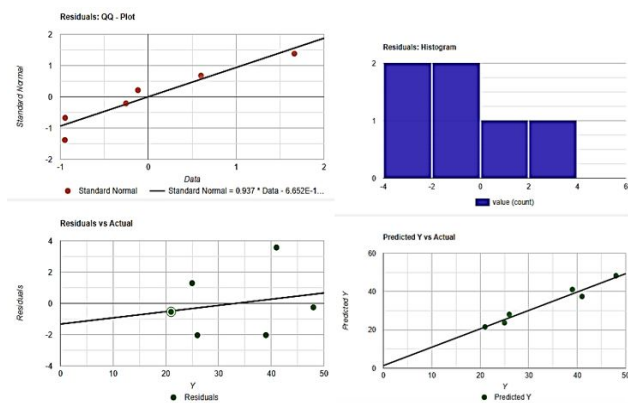 Residuals: QQ - Plot
Standard Normal
2
1
0
-1
-2
-1 0 1 2
Data
Standard Normal Standard Normal = 0.937 * Data - 6.652E-1...
Residuals: Histogram
2
1
0
-4 -2 0 2 4 6
value (count)
Residuals vs Actual
Residuals
4
2
0
-2
-4
0 10 20 30 40 50
Y
Residuals
Predicted Y vs Actual
Predicted Y
60
40
20
0
0 10 20 30 40 50
Y
Predicted Y